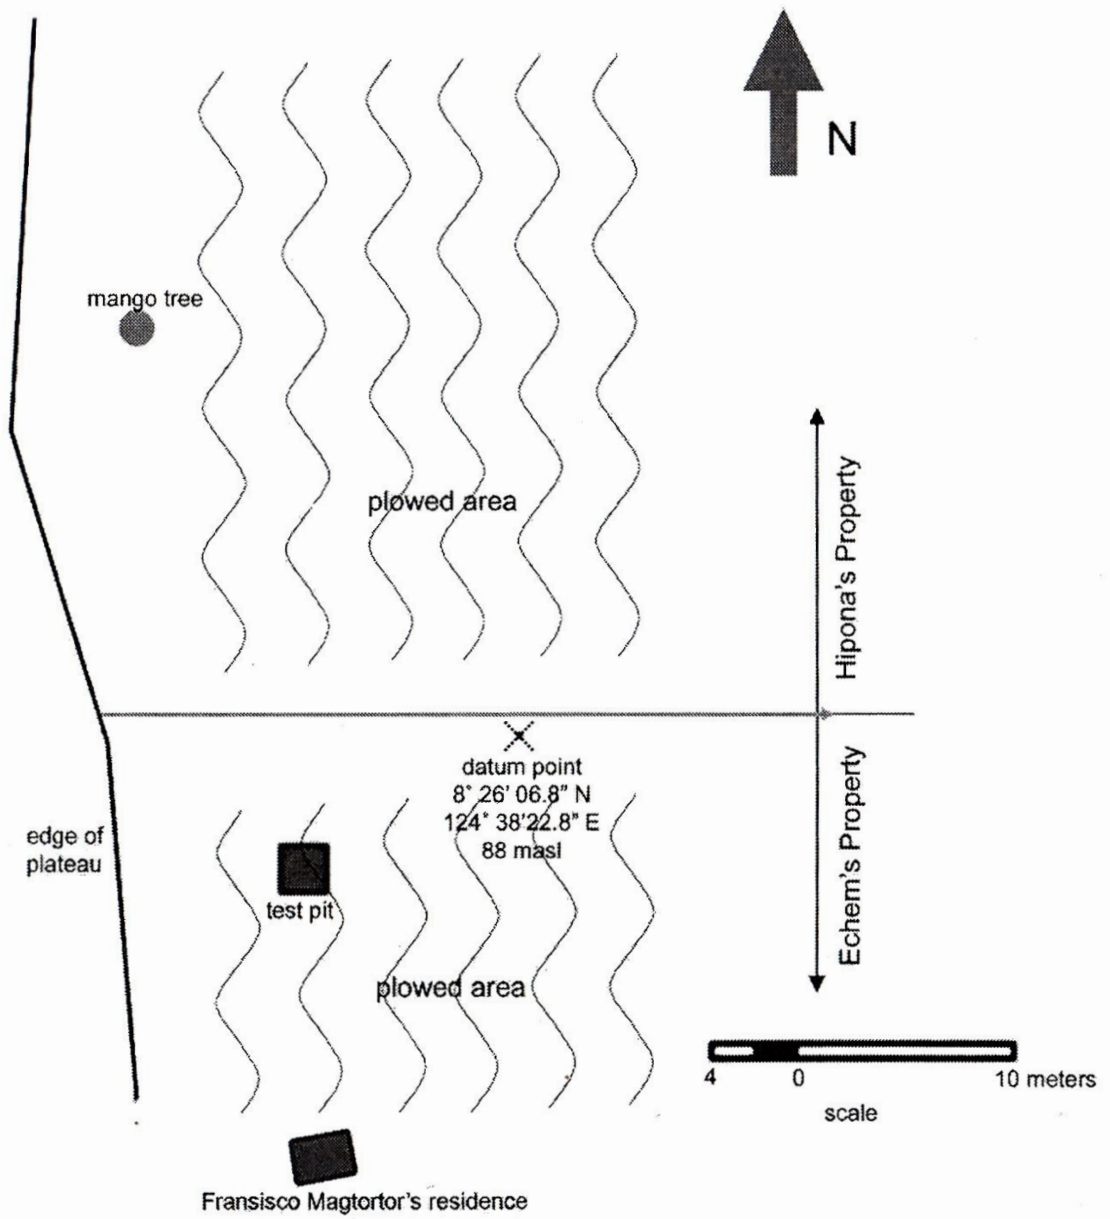 N
mango tree
plowed area
Hipona's Property
datum point
8° 26' 06.8" N
124° 38'22.8" E
88 masl
edge of
plateau
test pit
Echem's Property
plowed area
4 0 10 meters
scale
Fransisco Magtortor's residence